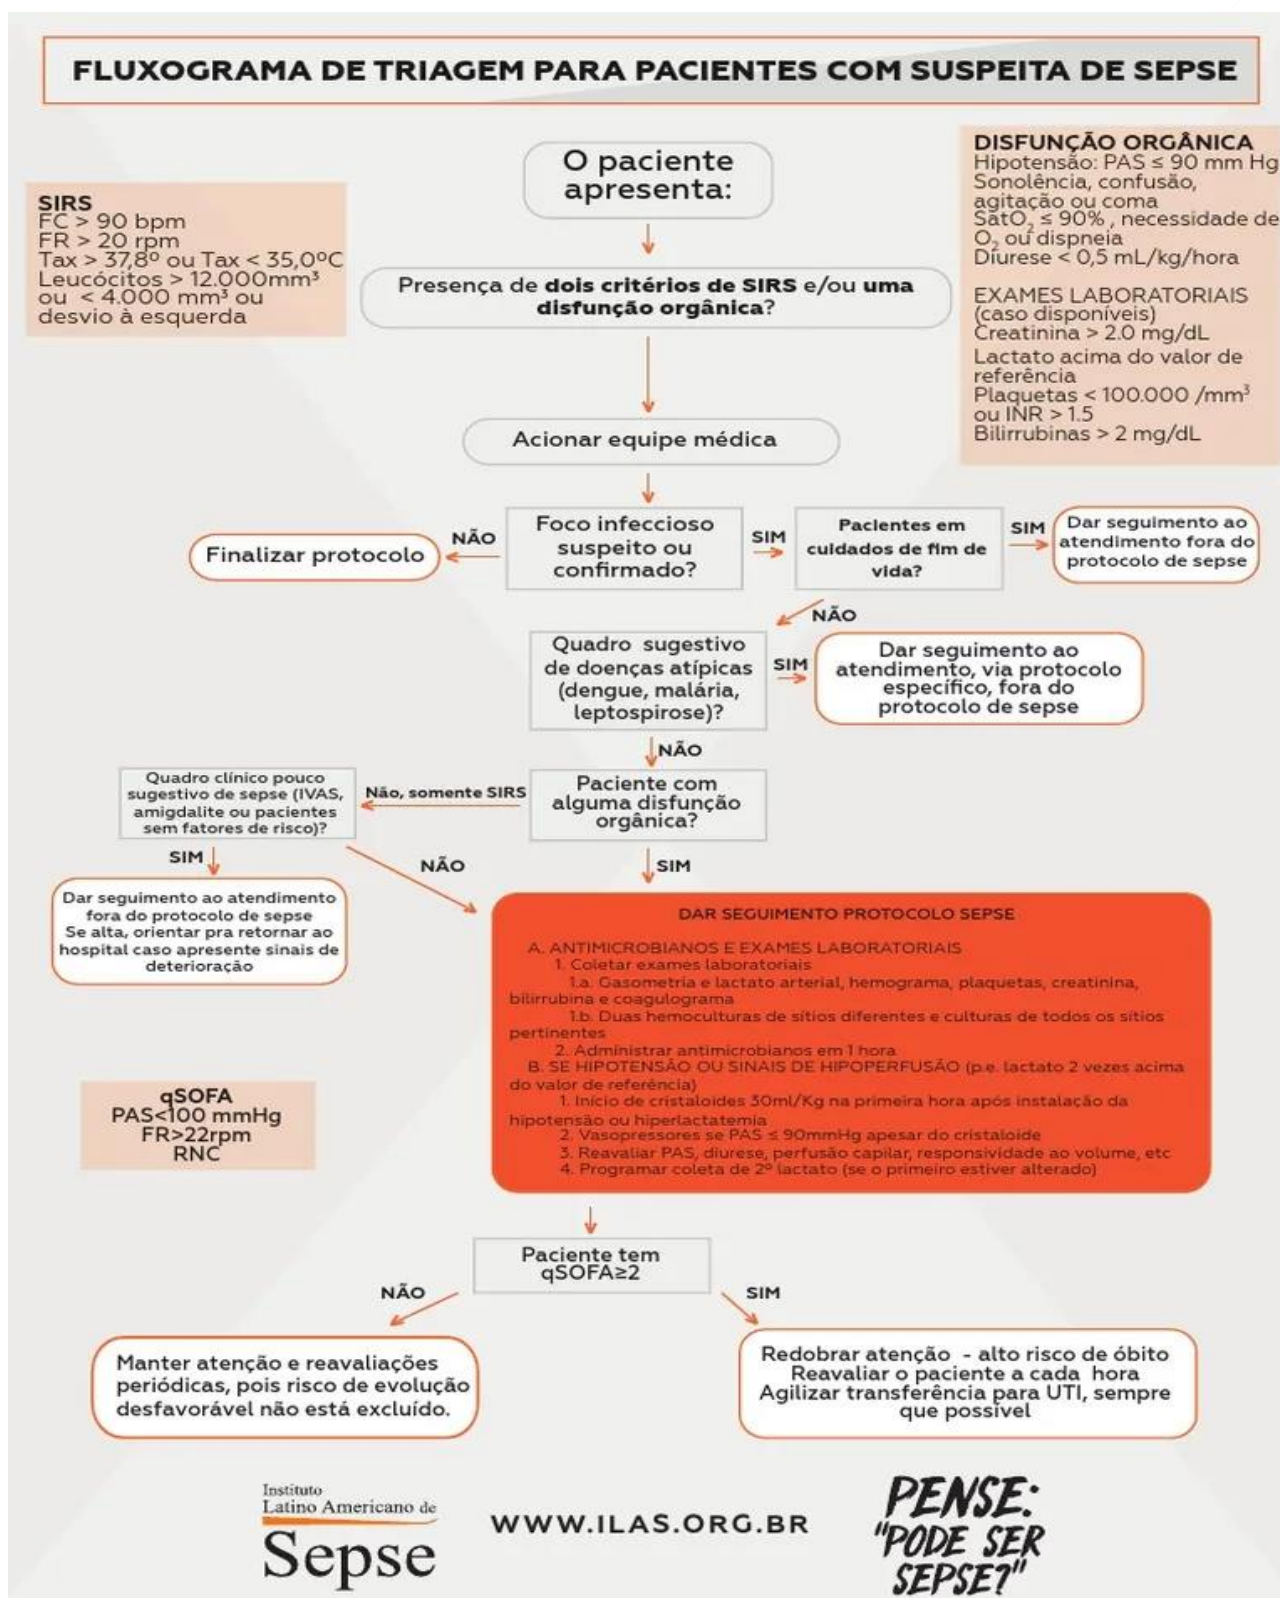 FLUXOGRAMA DE TRIAGEM PARA PACIENTES COM SUSPEITA DE SEPSE
O paciente
apresenta:
SIRS
FC > 90 bpm
FR > 20 rpm
Tax > 37,8º ou Tax < 35,0ºC
Leucócitos > 12.000mm³
ou < 4.000 mm³ ou
desvio à esquerda
DISFUNÇÃO ORGÂNICA
Hipotensão: PAS ≤ 90 mm Hg
Sonolência, confusão,
agitação ou coma
SatO₂ ≤ 90% , necessidade de
O₂ ou dispneia
Diurese < 0,5 mL/kg/hora
EXAMES LABORATORIAIS
(caso disponíveis)
Creatinina > 2.0 mg/dL
Lactato acima do valor de
referência
Plaquetas < 100.000 /mm³
ou INR > 1.5
Bilirrubinas > 2 mg/dL
Presença de dois critérios de SIRS e/ou uma
disfunção orgânica?
Acionar equipe médica
Foco infeccioso
suspeito ou
confirmado?
NÃO
Finalizar protocolo
SIM
Pacientes em
cuidados de fim de
vida?
SIM
Dar seguimento ao
atendimento fora do
protocolo de sepse
NÃO
Quadro sugestivo
de doenças atípicas
(dengue, malária,
leptospirose)?
SIM
Dar seguimento ao
atendimento, via protocolo
específico, fora do
protocolo de sepse
NÃO
Paciente com
alguma disfunção
orgânica?
Não, somente SIRS
Quadro clínico pouco
sugestivo de sepse (IVAS,
amigdalite ou pacientes
sem fatores de risco)?
SIM
NÃO
SIM
Dar seguimento ao atendimento
fora do protocolo de sepse
Se alta, orientar pra retornar ao
hospital caso apresente sinais de
deterioração
DAR SEGUIMENTO PROTOCOLO SEPSE
A. ANTIMICROBIANOS E EXAMES LABORATORIAIS
1. Coletar exames laboratoriais
1.a. Gasometria e lactato arterial, hemograma, plaquetas, creatinina,
bilirrubina e coagulograma
1.b. Duas hemoculturas de sítios diferentes e culturas de todos os sítios
pertinentes
2. Administrar antimicrobianos em 1 hora
B. SE HIPOTENSÃO OU SINAIS DE HIPOPERFUSÃO (p.e. lactato 2 vezes acima
do valor de referência)
1. Início de cristaloides 30ml/Kg na primeira hora após instalação da
hipotensão ou hiperlactatemia
2. Vasopressores se PAS ≤ 90mmHg apesar do cristaloide
3. Reavaliar PAS, diurese, perfusão capilar, responsividade ao volume, etc
4. Programar coleta de 2º lactato (se o primeiro estiver alterado)
qSOFA
PAS<100 mmHg
FR>22rpm
RNC
Paciente tem
qSOFA≥2
NÃO
SIM
Manter atenção e reavaliações
periódicas, pois risco de evolução
desfavorável não está excluído.
Redobrar atenção - alto risco de óbito
Reavaliar o paciente a cada hora
Agilizar transferência para UTI, sempre
que possível
Instituto
Latino Americano de
Sepse
WWW.ILAS.ORG.BR
PENSE:
"PODE SER
SEPSE?"